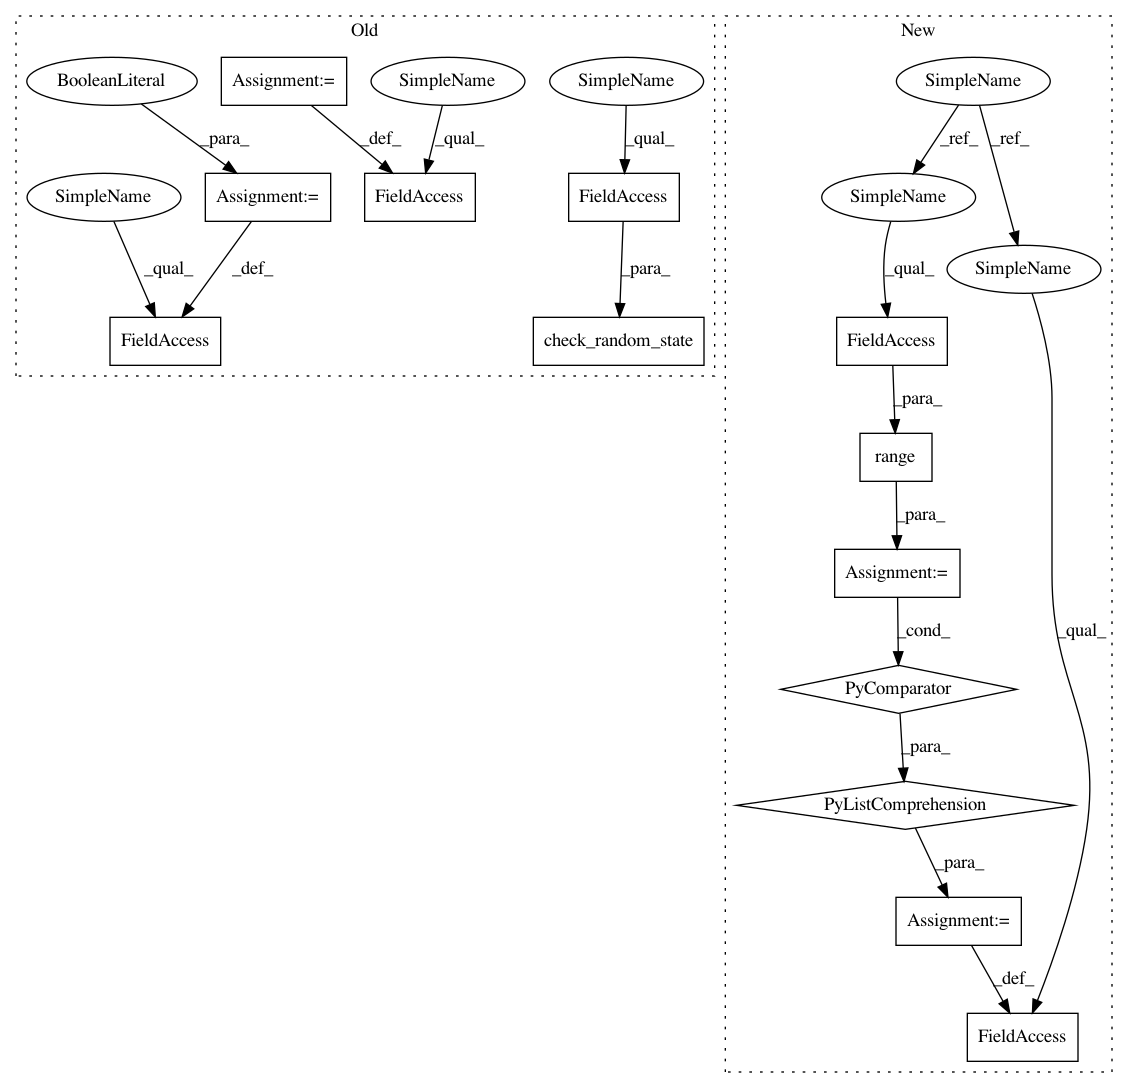 Old
New
BooleanLiteral
Assignment:=
SimpleName
SimpleName
SimpleName
_para_
_def_
_qual_
_qual_
_ref_
_ref_
SimpleName
Assignment:=
FieldAccess
FieldAccess
SimpleName
SimpleName
_qual_
_def_
_para_
_qual_
FieldAccess
check_random_state
FieldAccess
_para_
range
_para_
Assignment:=
_cond_
_qual_
PyComparator
_para_
PyListComprehension
_para_
Assignment:=
_def_
FieldAccess